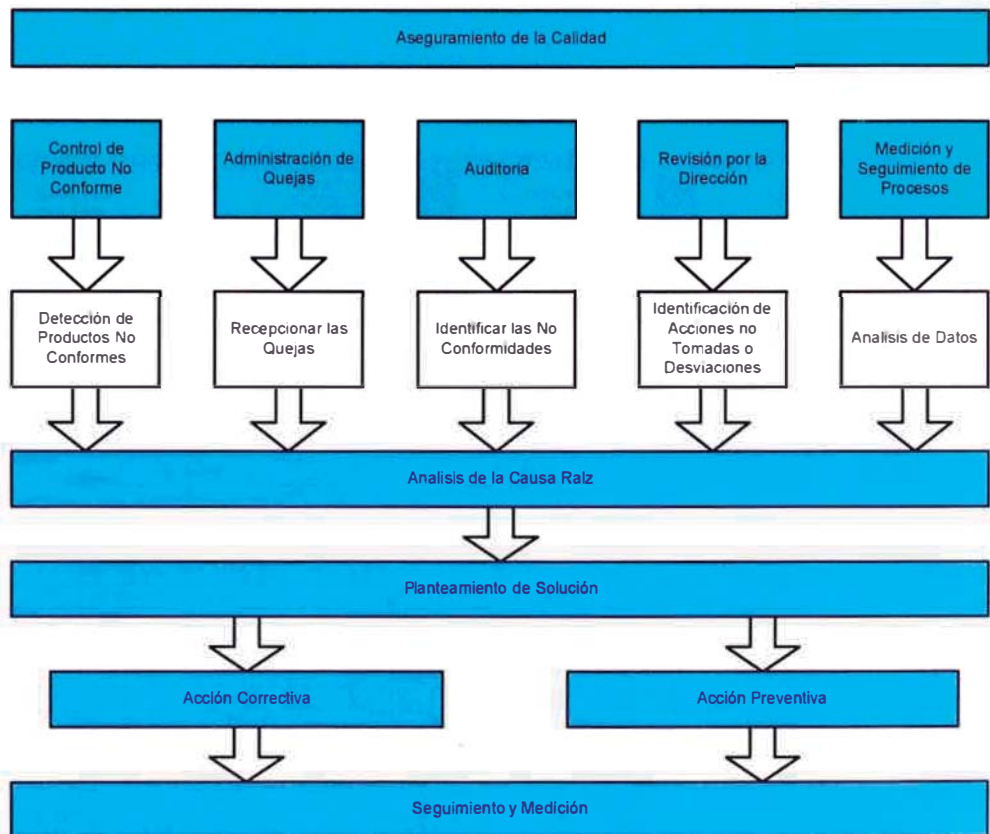 Aseguramiento de la Calidad
Control de
Producto No
Conforme
Administración de
Quejas
Auditoria
Revisión por la
Dirección
Medición y
Seguimiento de
Procesos
Detección de
Productos No
Conformes
Recepcionar las
Quejas
Identificar las No
Conformidades
Identificación de
Acciones no
Tomadas o
Desviaciones
Analisis de Datos
Analisis de la Causa Raíz
Planteamiento de Solución
Acción Correctiva
Acción Preventiva
Seguimiento y Medición